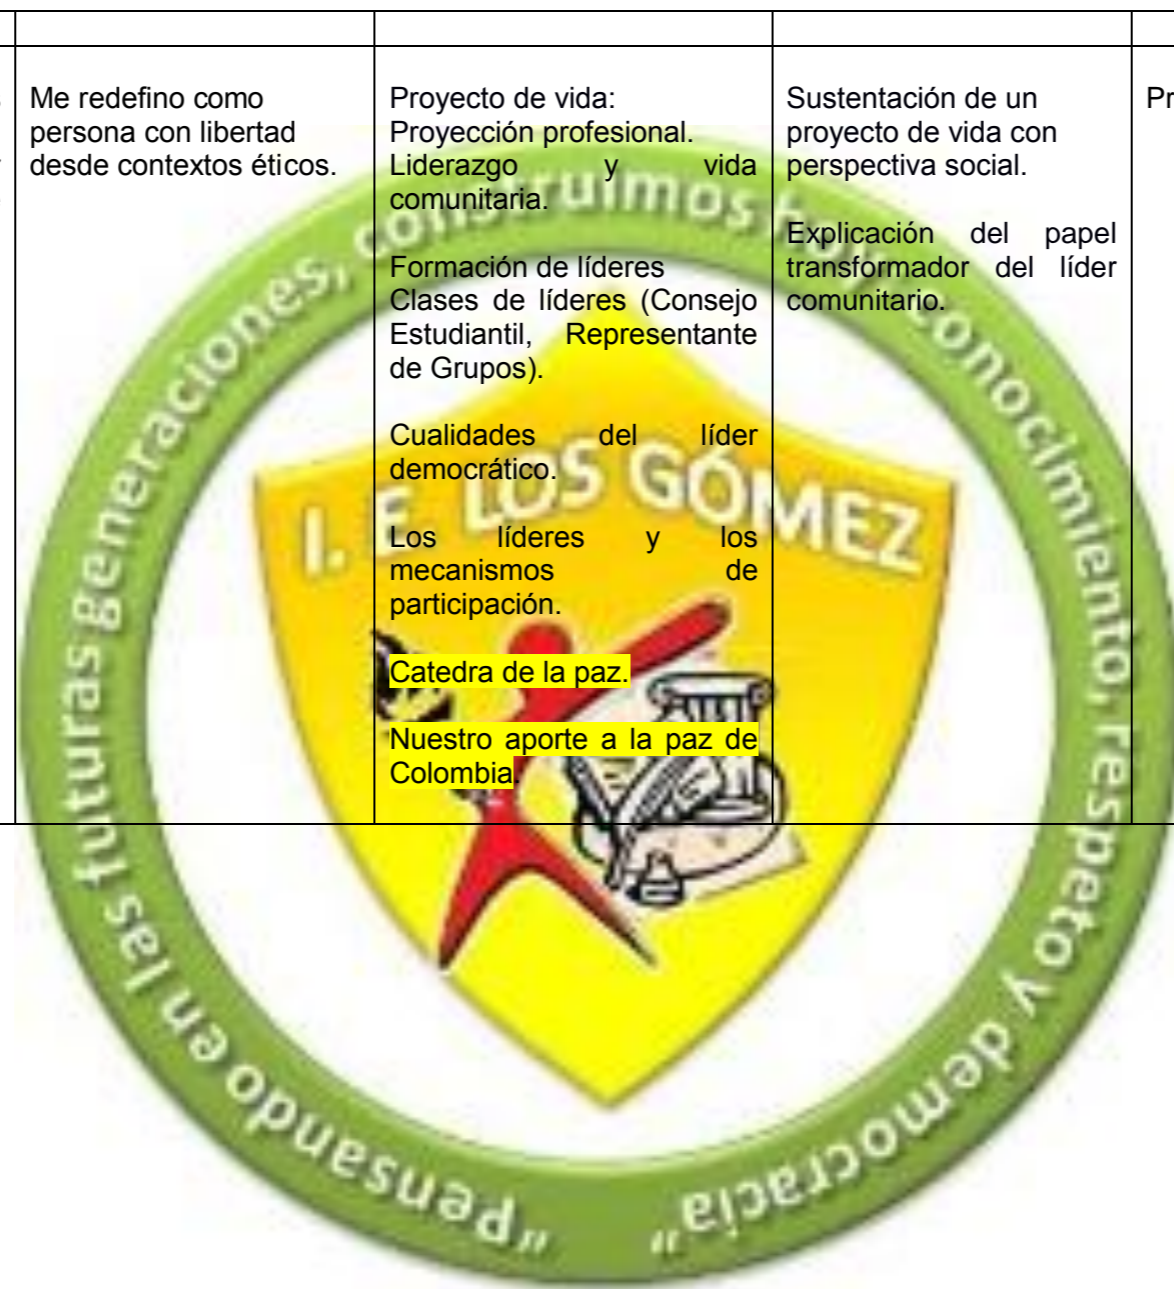 Me redefino como
persona con libertad
desde contextos éticos.
Proyecto de vida:
Proyección profesional.
Liderazgo y vida
comunitaria.
Formación de líderes
Clases de líderes (Consejo
Estudiantil, Representante
de Grupos).
Cualidades del líder
democrático.
Los líderes y los
mecanismos de
participación.
Catedra de la paz.
Nuestro aporte a la paz de
Colombia.
Sustentación de un
proyecto de vida con
perspectiva social.
Explicación del papel
transformador del líder
comunitario.
Pr
I. E. LOS GÓMEZ
"pensando en las futuras generaciones, construimos conocimiento, respeto y democracia"